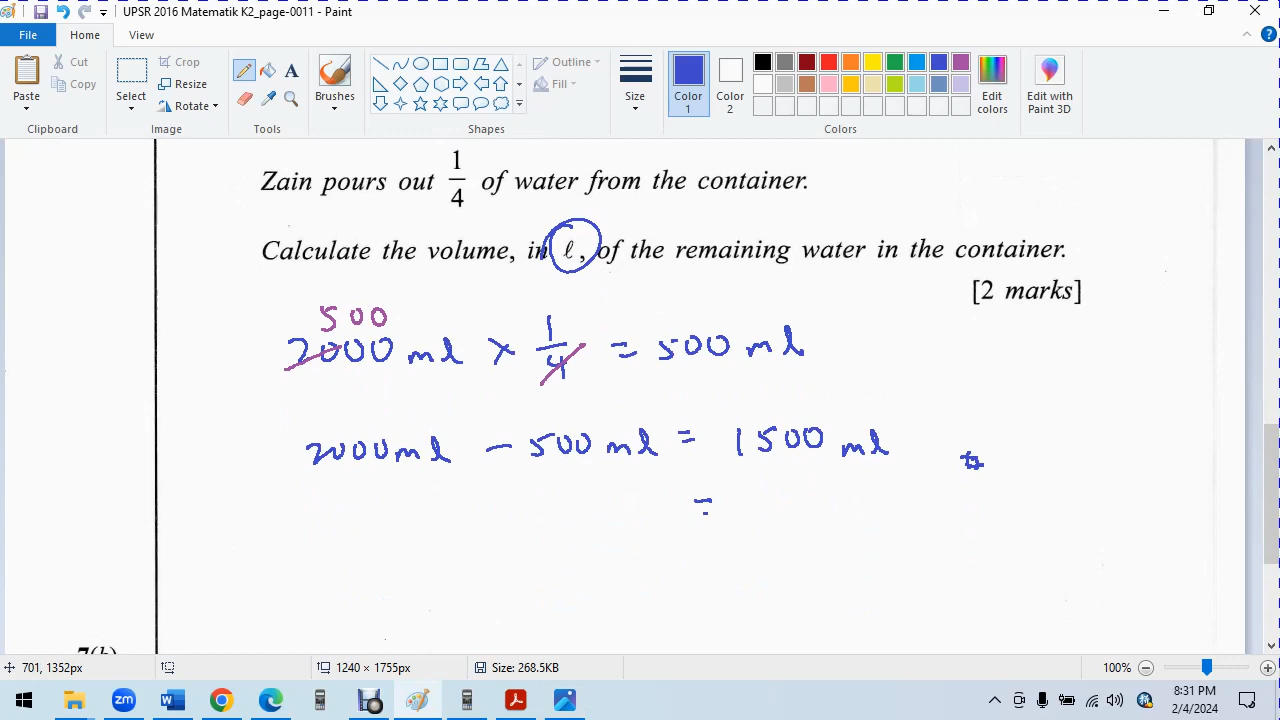 UPSR 2016 Matematik K2_page-0011 - Paint
File Home View
Paste Cut Copy Clipboard
Select Crop Resize Rotate Image
Tools
Brushes
Outline Fill Shapes
Size
Color 1 Color 2 Edit colors Colors
Edit with Paint 3D
Zain pours out 1/4 of water from the container.
Calculate the volume, in ℓ, of the remaining water in the container.
[2 marks]
500
2000 ml × 1/4 = 500 ml
2000 ml - 500 ml = 1500 ml
=
7(b)
701, 1352px 1240 × 1755px Size: 268.5KB 100%
8:31 PM
2/4/2024